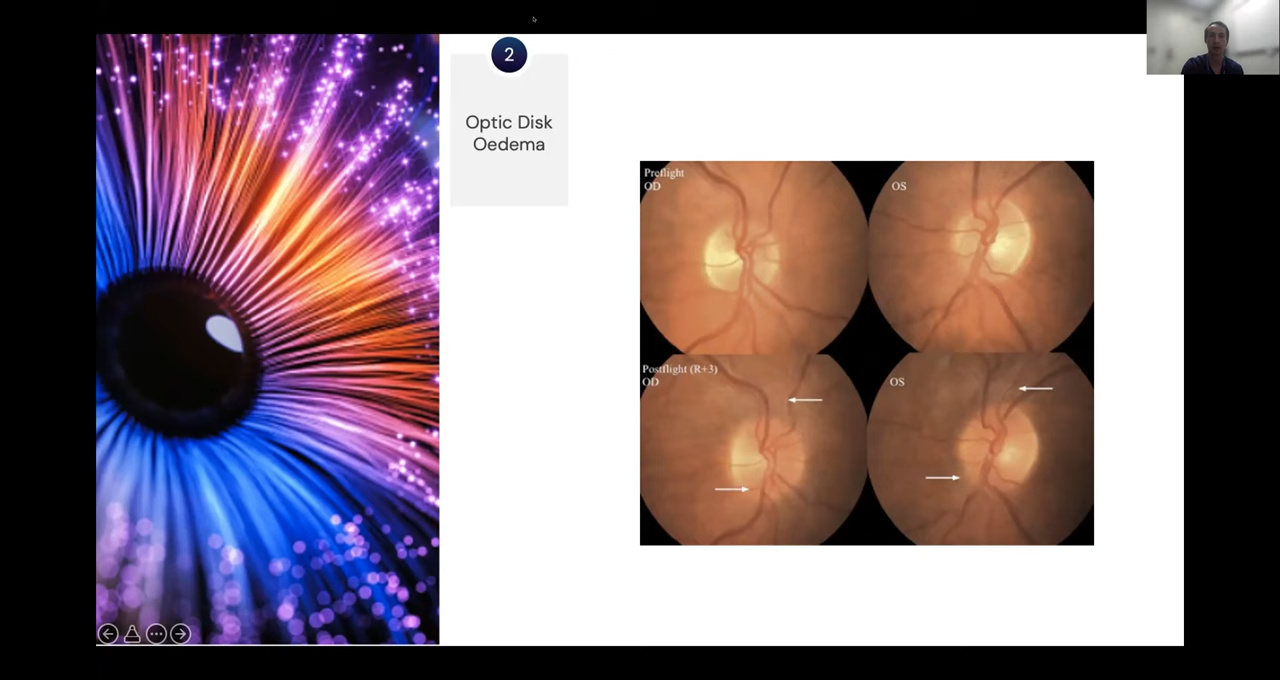 2
Optic Disk
Oedema
Preflight
OD
OS
Postflight (R+3)
OD
OS